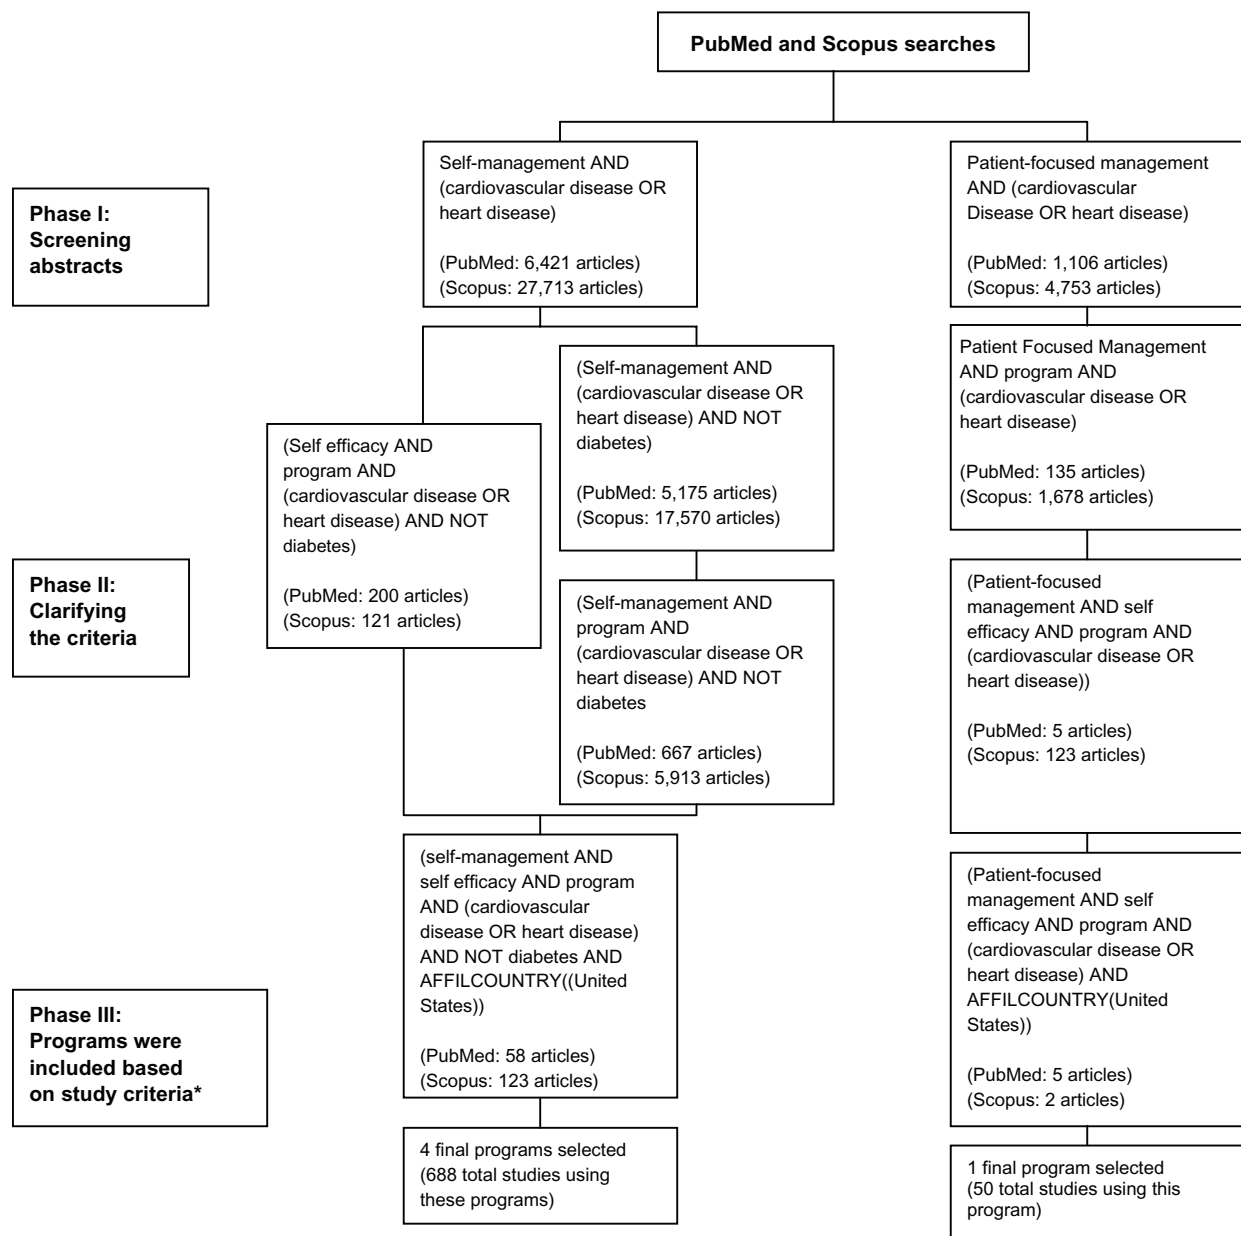 PubMed and Scopus searches
Phase I:
Screening
abstracts
Self-management AND
(cardiovascular disease OR
heart disease)
(PubMed: 6,421 articles)
(Scopus: 27,713 articles)
Patient-focused management
AND (cardiovascular
Disease OR heart disease)
(PubMed: 1,106 articles)
(Scopus: 4,753 articles)
(Self efficacy AND
program AND
(cardiovascular disease OR
heart disease) AND NOT
diabetes)
(PubMed: 200 articles)
(Scopus: 121 articles)
(Self-management AND
(cardiovascular disease OR
heart disease) AND NOT
diabetes)
(PubMed: 5,175 articles)
(Scopus: 17,570 articles)
Patient Focused Management
AND program AND
(cardiovascular disease OR
heart disease)
(PubMed: 135 articles)
(Scopus: 1,678 articles)
Phase II:
Clarifying
the criteria
(Self-management AND
program AND
(cardiovascular disease OR
heart disease) AND NOT
diabetes
(PubMed: 667 articles)
(Scopus: 5,913 articles)
(Patient-focused
management AND self
efficacy AND program AND
(cardiovascular disease OR
heart disease))
(PubMed: 5 articles)
(Scopus: 123 articles)
Phase III:
Programs were
included based
on study criteria*
(self-management AND
self efficacy AND program
AND (cardiovascular
disease OR heart disease)
AND NOT diabetes AND
AFFILCOUNTRY((United
States))
(PubMed: 58 articles)
(Scopus: 123 articles)
(Patient-focused
management AND self
efficacy AND program AND
(cardiovascular disease OR
heart disease) AND
AFFILCOUNTRY(United
States))
(PubMed: 5 articles)
(Scopus: 2 articles)
4 final programs selected
(688 total studies using
these programs)
1 final program selected
(50 total studies using this
program)